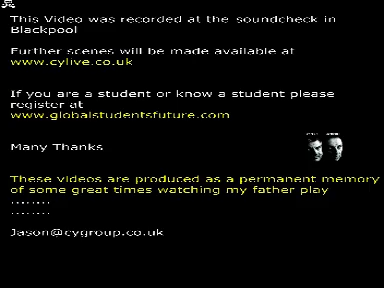 This Video was recorded at the soundcheck in
Blackpool
Further scenes will be made available at
www.cylive.co.uk
If you are a student or know a student please
register at
www.globalstudentsfuture.com
Many Thanks
These videos are produced as a permanent memory
of some great times watching my father play
........
........
Jason@cygroup.co.uk